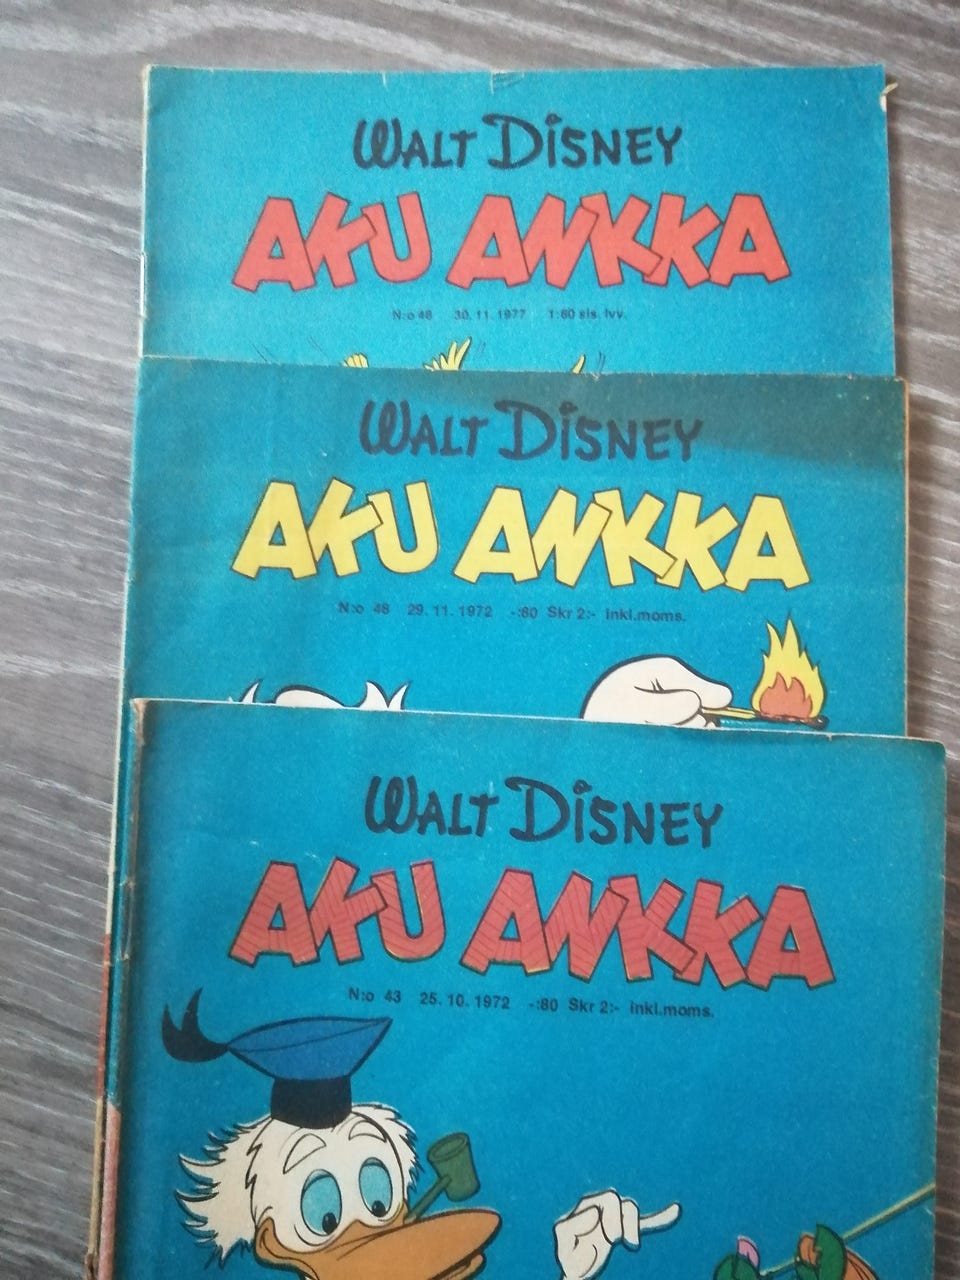 WALT DISNEY
AKU ANKKA
N:o 48 30. 11. 1977 1:60 sis. lvv.
WALT DISNEY
AKU ANKKA
N:o 48 29. 11. 1972 -:80 Skr 2:- inkl.moms.
WALT DISNEY
AKU ANKKA
N:o 43 25. 10. 1972 -:80 Skr 2:- inkl.moms.